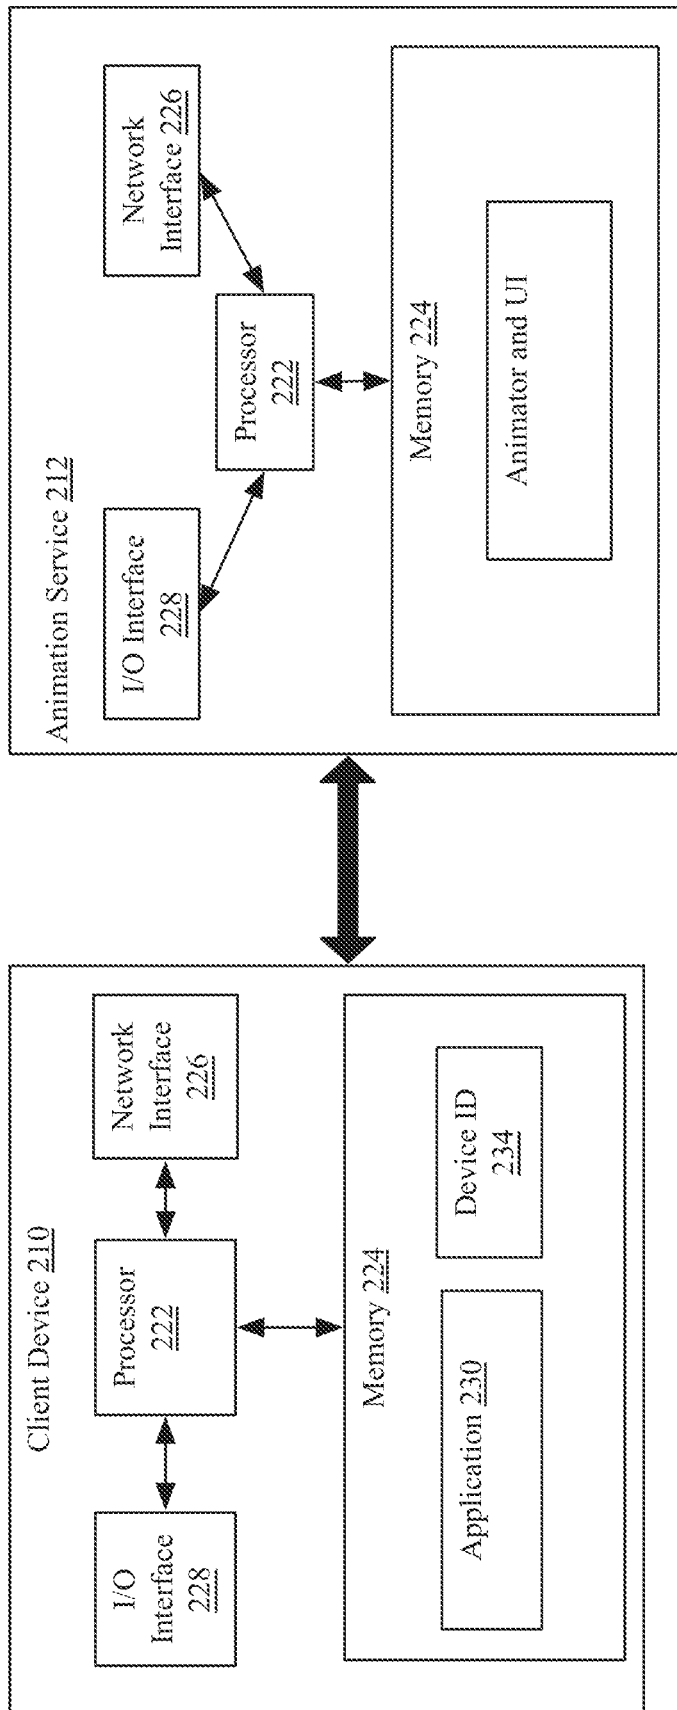 Client Device 210
I/O
Interface
228
Processor
222
Network
Interface
226
Memory 224
Application 230
Device ID
234
Animation Service 212
I/O Interface
228
Processor
222
Network
Interface 226
Memory 224
Animator and UI